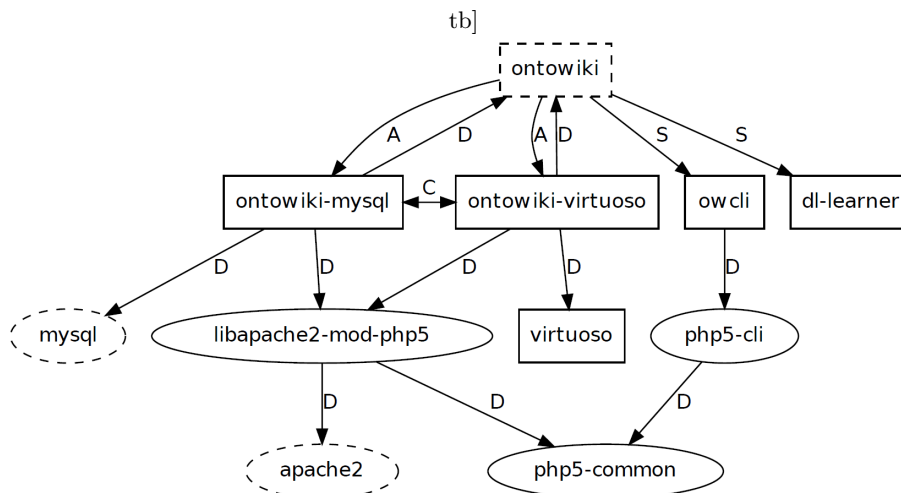 tb]
ontowiki
A
D
A
D
S
S
ontowiki-mysql
C
ontowiki-virtuoso
owcli
dl-learner
D
D
D
D
D
mysql
libapache2-mod-php5
virtuoso
php5-cli
D
D
D
apache2
php5-common